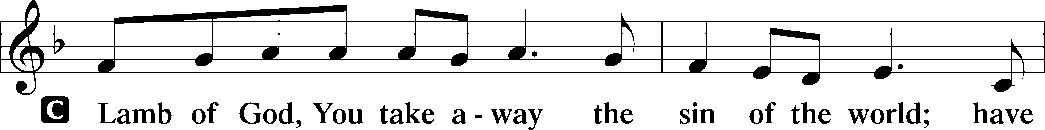 C Lamb of God, You take a - way the sin of the world; have